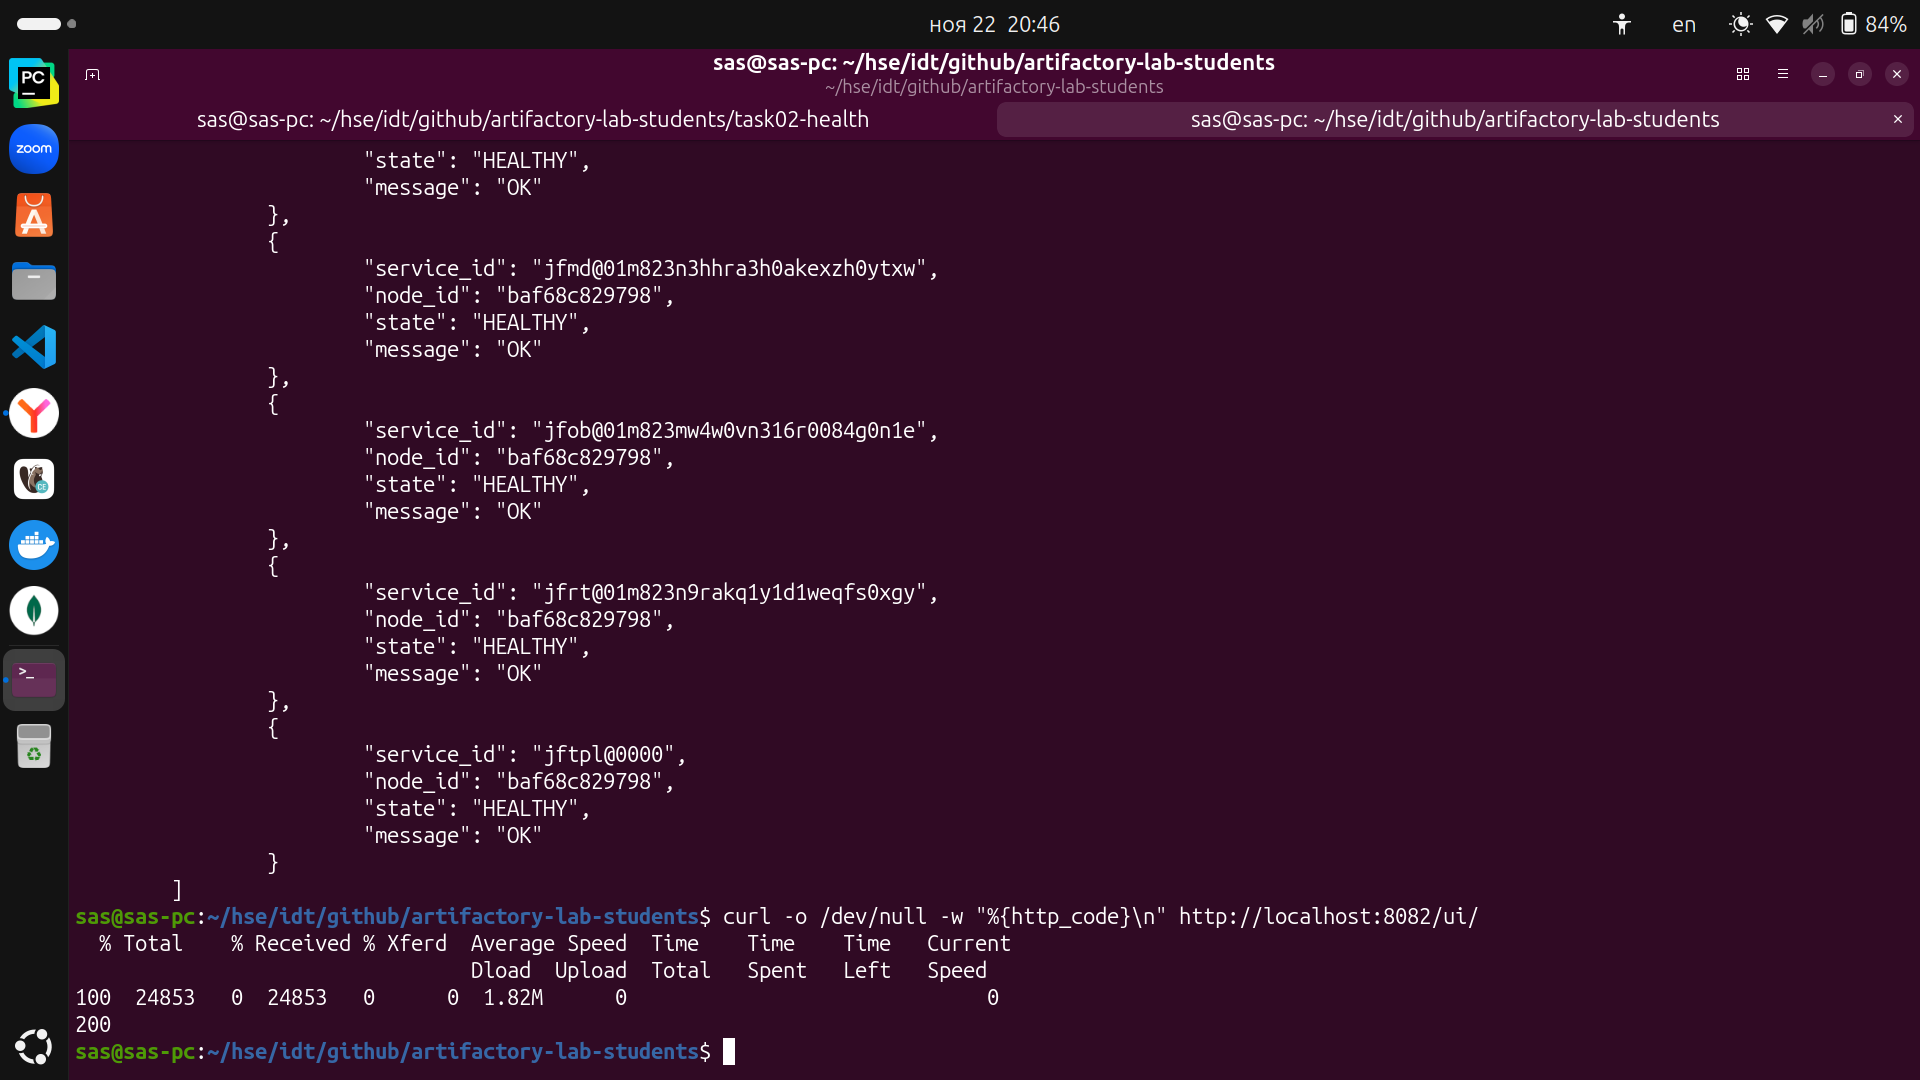 ноя 22 20:46
en
84%
sas@sas-pc: ~/hse/idt/github/artifactory-lab-students
~/hse/idt/github/artifactory-lab-students
sas@sas-pc: ~/hse/idt/github/artifactory-lab-students/task02-health
sas@sas-pc: ~/hse/idt/github/artifactory-lab-students
PC
zoom
CE
"state": "HEALTHY",
"message": "OK"
},
{
"service_id": "jfmd@01m823n3hhra3h0akexzh0ytxw",
"node_id": "baf68c829798",
"state": "HEALTHY",
"message": "OK"
},
{
"service_id": "jfob@01m823mw4w0vn316r0084g0n1e",
"node_id": "baf68c829798",
"state": "HEALTHY",
"message": "OK"
},
{
"service_id": "jfrt@01m823n9rakq1y1d1weqfs0xgy",
"node_id": "baf68c829798",
"state": "HEALTHY",
"message": "OK"
},
{
"service_id": "jftpl@0000",
"node_id": "baf68c829798",
"state": "HEALTHY",
"message": "OK"
}
]
sas@sas-pc:~/hse/idt/github/artifactory-lab-students$ curl -o /dev/null -w "%{http_code}\n" http://localhost:8082/ui/
% Total % Received % Xferd Average Speed Time Time Time Current
Dload Upload Total Spent Left Speed
100 24853 0 24853 0 0 1.82M 0 0
200
sas@sas-pc:~/hse/idt/github/artifactory-lab-students$